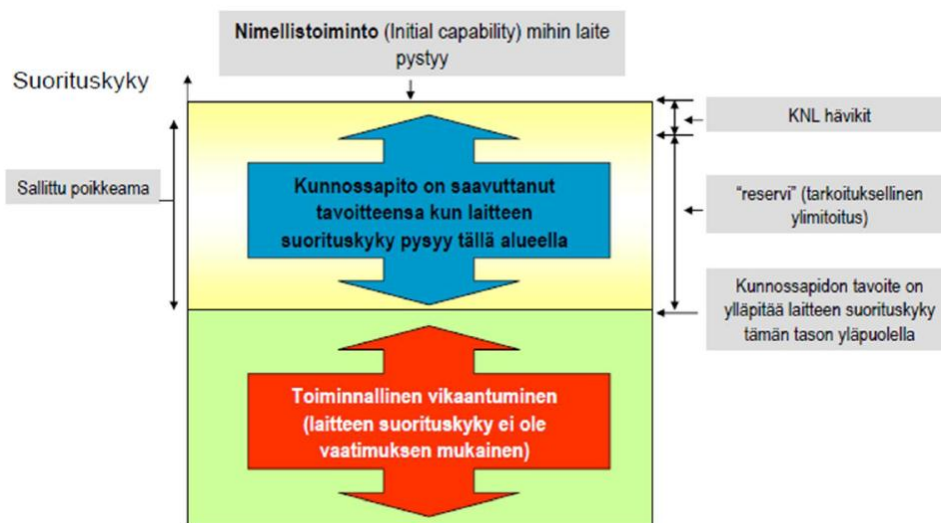 Nimellistoiminto (Initial capability) mihin laite
pystyy
Suorituskyky
KNL hävikit
Sallittu poikkeama
Kunnossapito on saavuttanut
tavoitteensa kun laitteen
suorituskyky pysyy tällä alueella
“reservi” (tarkoituksellinen
ylimitoitus)
Kunnossapidon tavoite on
ylläpitää laitteen suorituskyky
tämän tason yläpuolella
Toiminnallinen vikaantuminen
(laitteen suorituskyky ei ole
vaatimuksen mukainen)